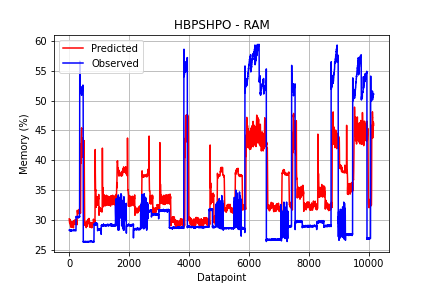 HBPSHPO - RAM
60
55
50
45
40
35
30
25
Memory (%)
Predicted
Observed
0
2000
4000
6000
8000
10000
Datapoint